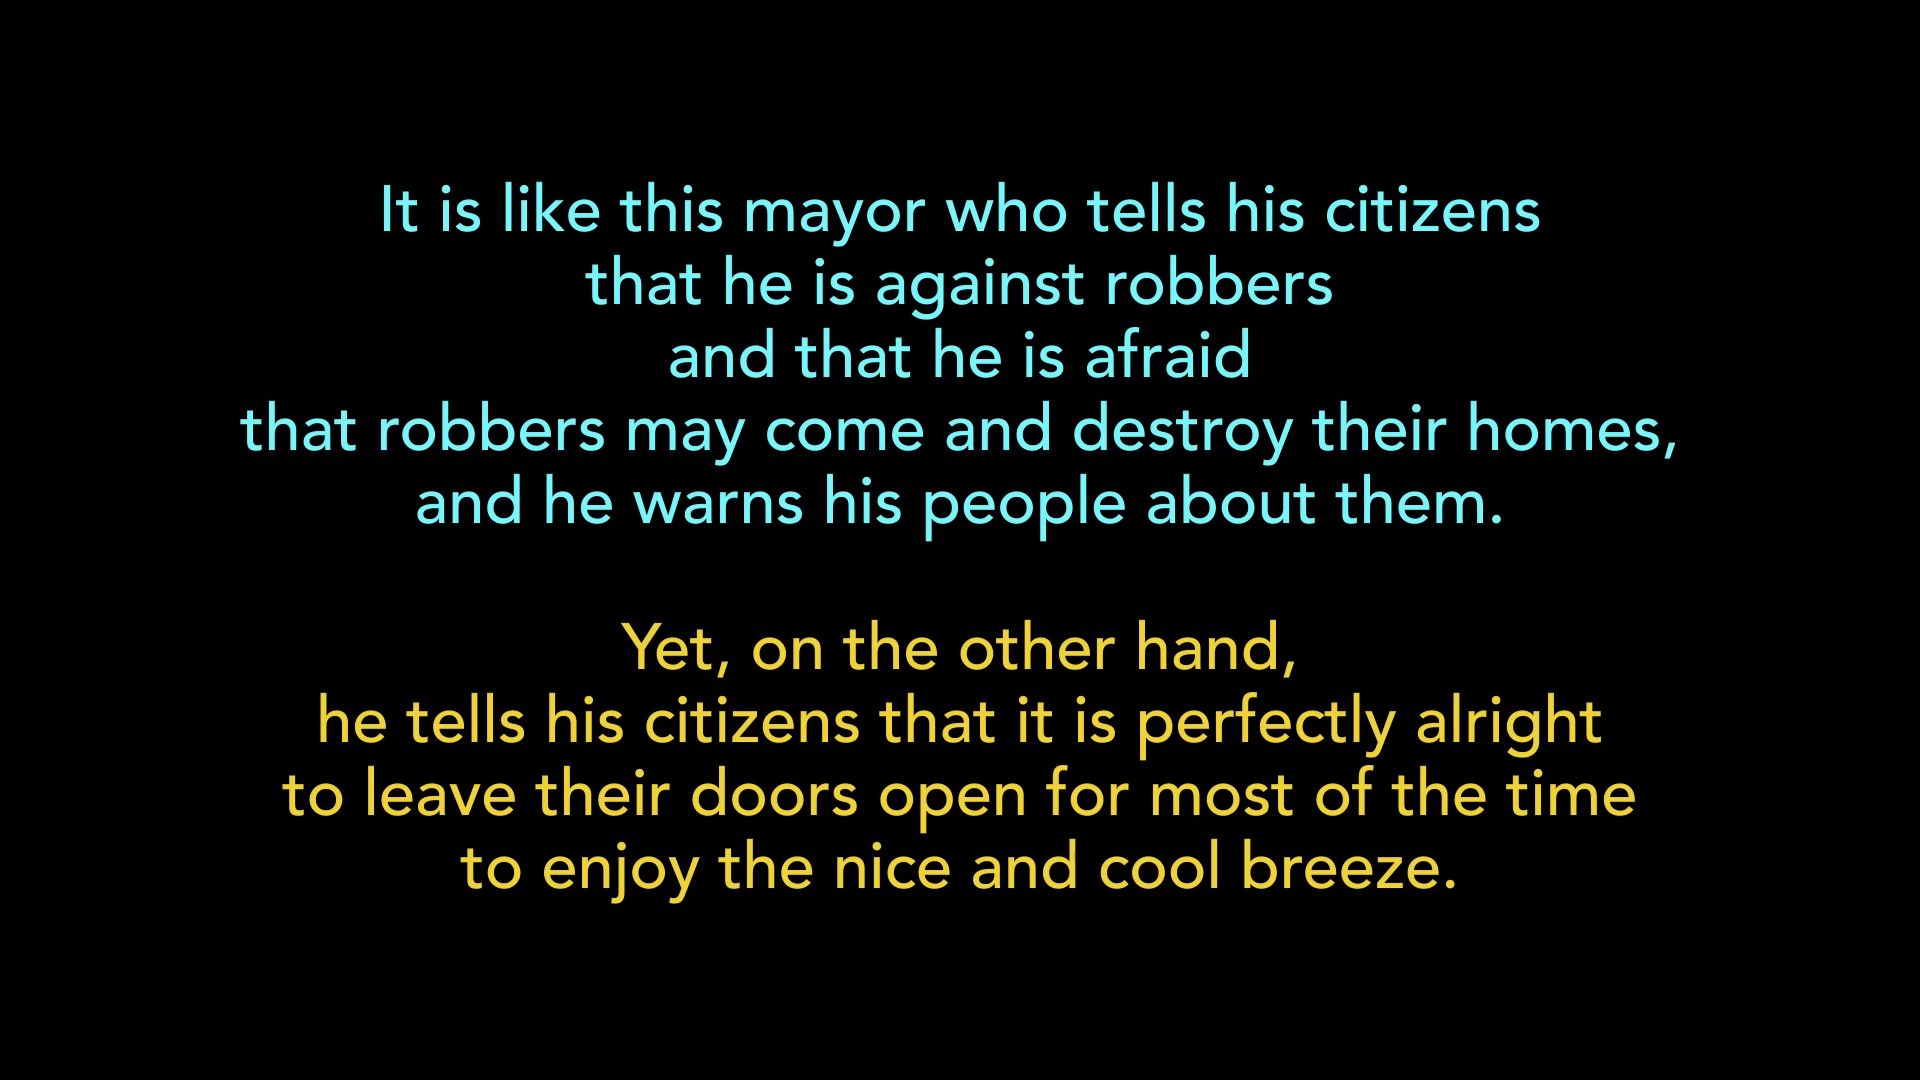 It is like this mayor who tells his citizens
that he is against robbers
and that he is afraid
that robbers may come and destroy their homes,
and he warns his people about them.
Yet, on the other hand,
he tells his citizens that it is perfectly alright
to leave their doors open for most of the time
to enjoy the nice and cool breeze.